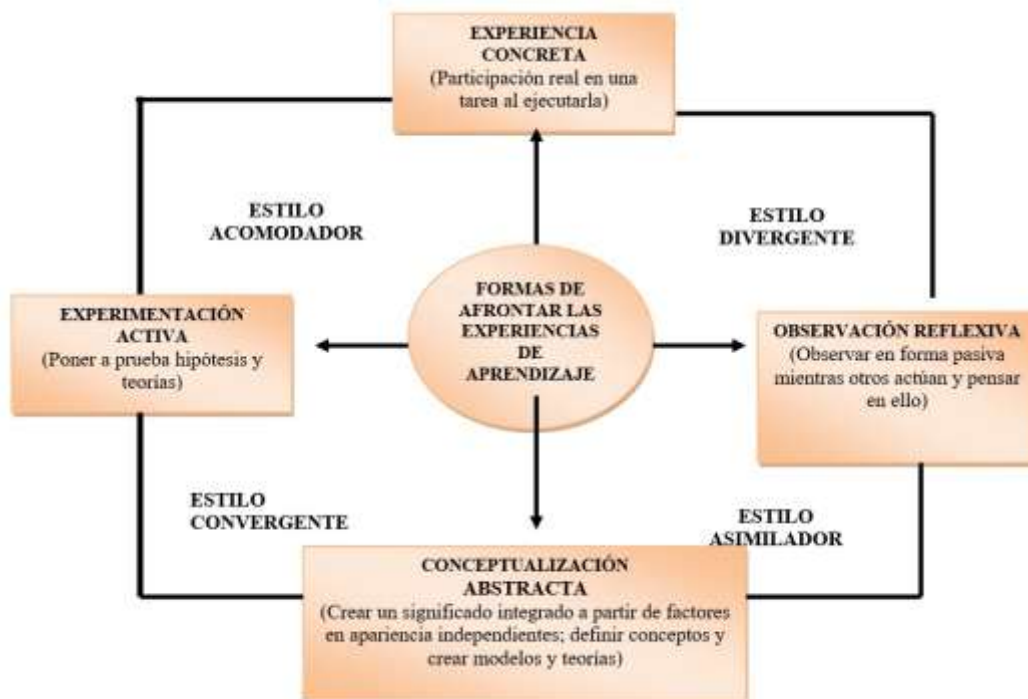 EXPERIENCIA
CONCRETA
(Participación real en una
tarea al ejecutarla)
ESTILO
ACOMODADOR
ESTILO
DIVERGENTE
FORMAS DE
AFRONTAR LAS
EXPERIENCIAS
DE
APRENDIZAJE
EXPERIMENTACIÓN
ACTIVA
(Poner a prueba hipótesis y
teorías)
OBSERVACIÓN REFLEXIVA
(Observar en forma pasiva
mientras otros actúan y pensar
en ello)
ESTILO
CONVERGENTE
ESTILO
ASIMILADOR
CONCEPTUALIZACIÓN
ABSTRACTA
(Crear un significado integrado a partir de factores
en apariencia independientes; definir conceptos y
crear modelos y teorías)